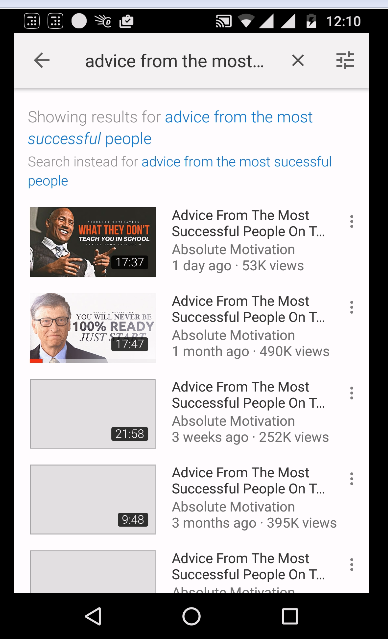 12:10
advice from the most...
Showing results for advice from the most
successful people
Search instead for advice from the most sucessful
people
WHAT THEY DON'T
TEACH YOU IN SCHOOL
17:37
Advice From The Most
Successful People On T...
Absolute Motivation
1 day ago · 53K views
YOU WILL NEVER BE
100% READY
JUST START
17:47
Advice From The Most
Successful People On T...
Absolute Motivation
1 month ago · 490K views
21:58
Advice From The Most
Successful People On T...
Absolute Motivation
3 weeks ago · 252K views
9:48
Advice From The Most
Successful People On T...
Absolute Motivation
3 months ago · 395K views
Advice From The Most
Successful People On T...
Absolute Motivation